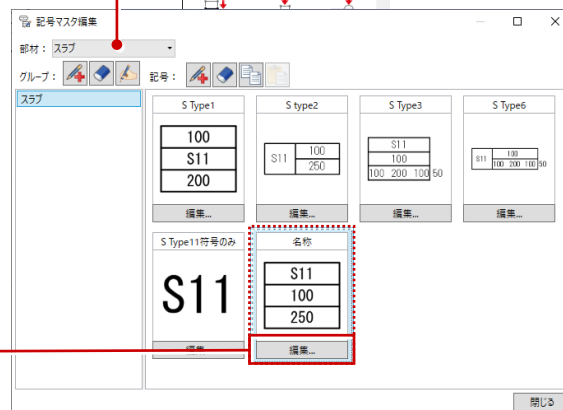 記号マスタ編集
部材： スラブ
グループ： 記号：
スラブ
S Type1 S type2 S Type3 S Type6
100
S11
200
S11 100
250
S11
100
100 200 100 50
S11 100
100 200 100 50
編集... 編集... 編集... 編集...
S Type11符号のみ 名称
S11
S11
100
250
編集... 編集...
閉じる